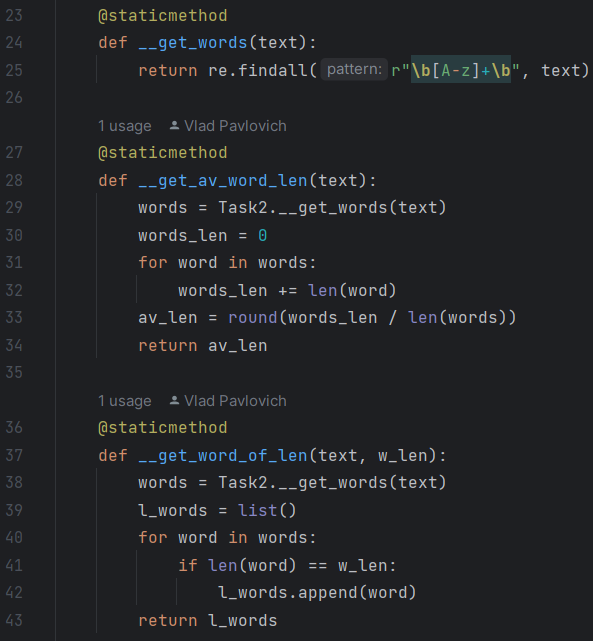 23 @staticmethod
24 def __get_words(text):
25 return re.findall( pattern: r"\b[A-z]+\b", text)
26
1 usage Vlad Pavlovich
27 @staticmethod
28 def __get_av_word_len(text):
29 words = Task2.__get_words(text)
30 words_len = 0
31 for word in words:
32 words_len += len(word)
33 av_len = round(words_len / len(words))
34 return av_len
35
1 usage Vlad Pavlovich
36 @staticmethod
37 def __get_word_of_len(text, w_len):
38 words = Task2.__get_words(text)
39 l_words = list()
40 for word in words:
41 if len(word) == w_len:
42 l_words.append(word)
43 return l_words